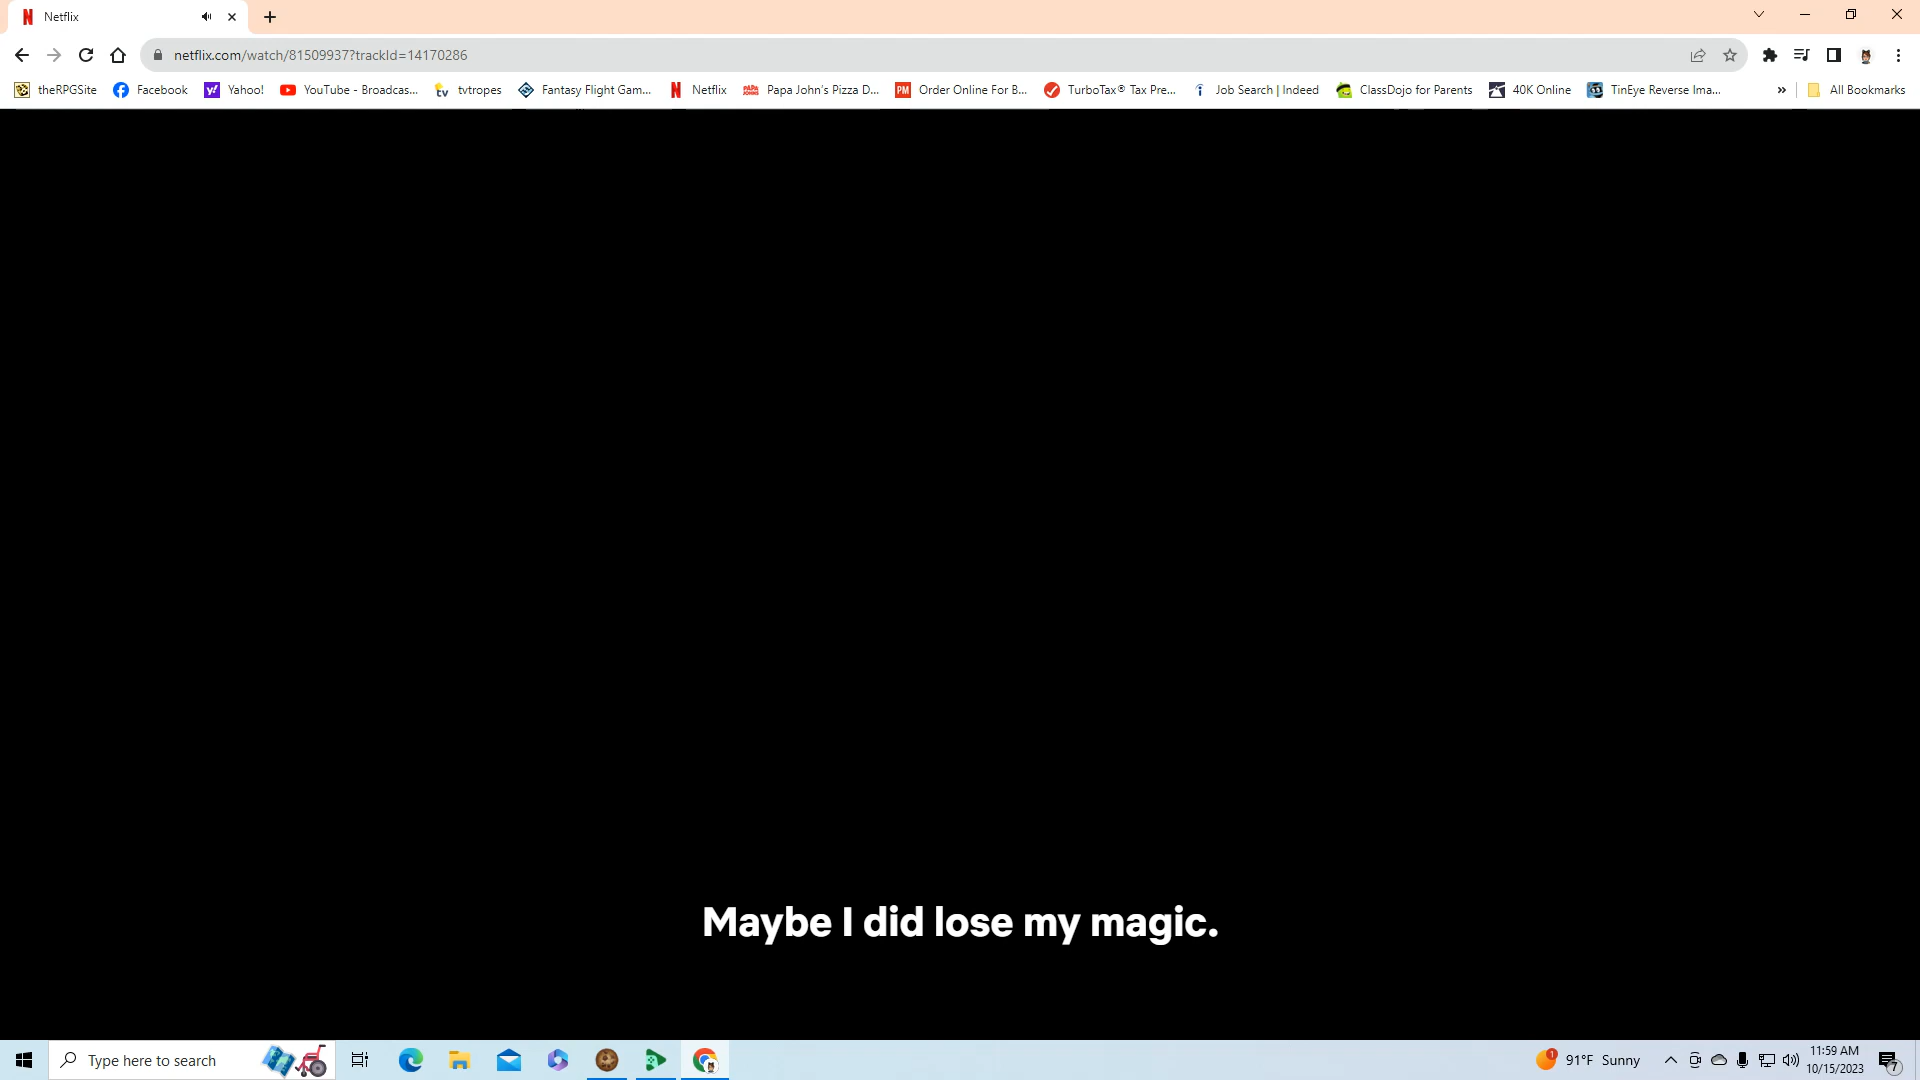 Netflix
netflix.com/watch/81509937?trackId=14170286
theRPGSite Facebook Yahoo! YouTube - Broadcas... tvtropes Fantasy Flight Gam... Netflix Papa John's Pizza D... Order Online For B... TurboTax® Tax Pre... Job Search | Indeed ClassDojo for Parents 40K Online TinEye Reverse Ima... » All Bookmarks
Maybe I did lose my magic.
Type here to search 91°F Sunny 11:59 AM
10/15/2023 7